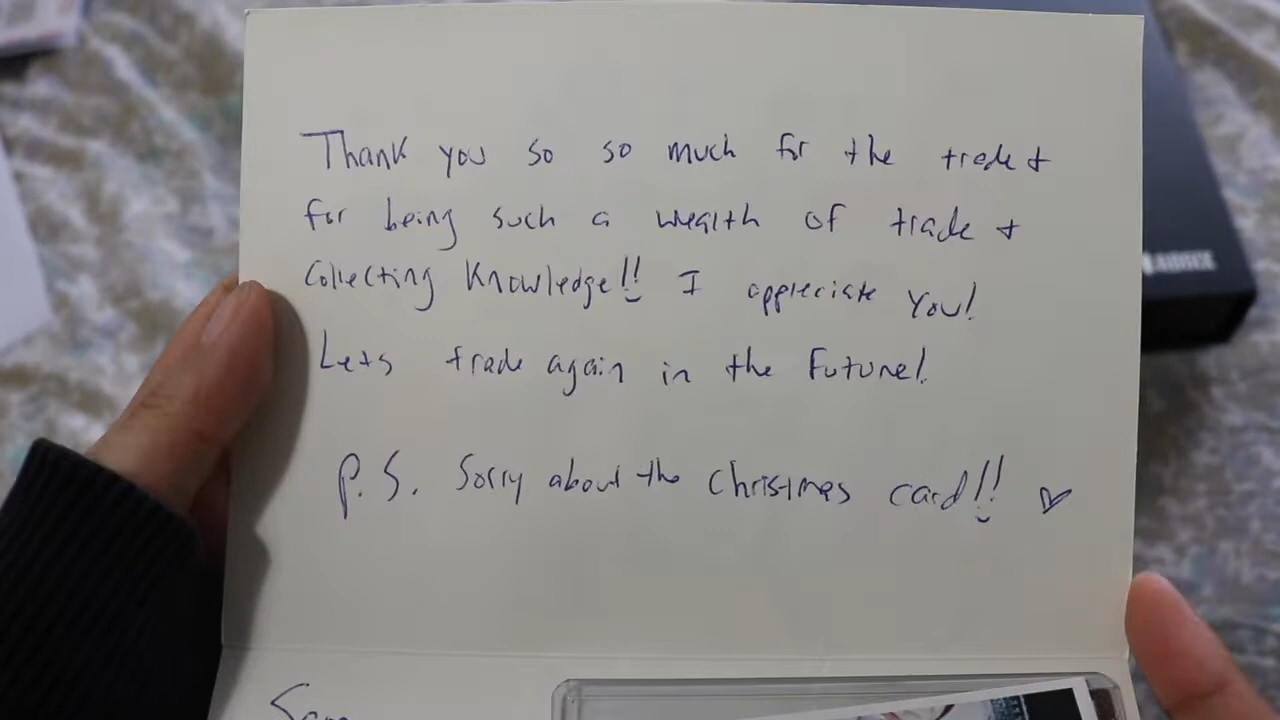 Thank you so so much for the trade +
for being such a wealth of trade +
collecting knowledge!! I appreciate you!
Lets trade again in the future!
P.S. Sorry about the Christmas card!! ♡